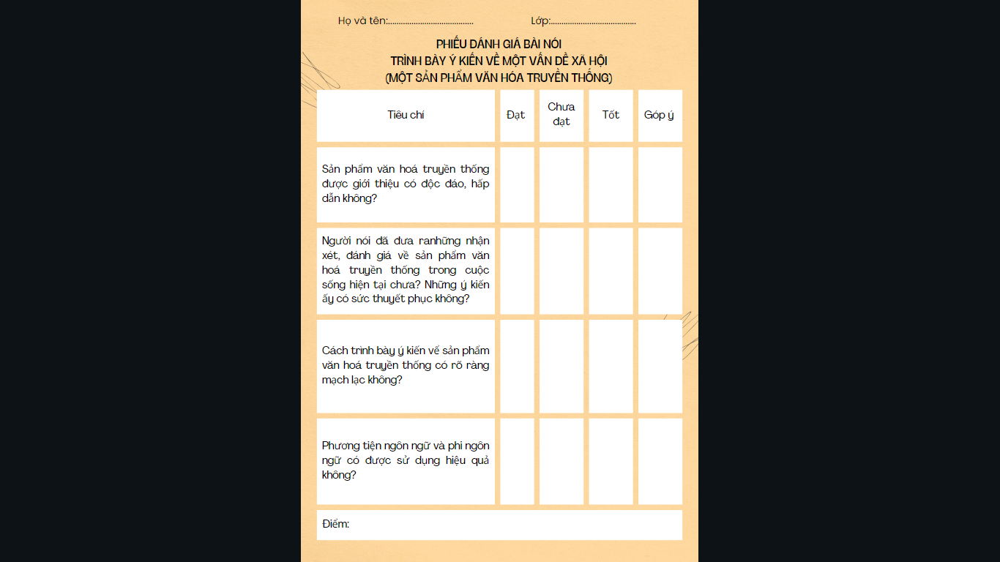 Họ và tên:........................................ Lớp:........................................
PHIẾU DÁNH GIÁ BÀI NÓI
TRÌNH BÀY Ý KIẾN VỀ MỘT VẤN DỀ XÃ HỘI
(MỘT SẢN PHẨM VĂN HÓA TRUYỀN THỐNG)
Tiêu chí
Đạt
Chưa
đạt
Tốt
Góp ý
Sản phẩm văn hoá truyền thống
được giới thiệu có độc đáo, hấp
dẫn không?
Người nói đã đưa ranhững nhận
xét, đánh giá về sản phẩm văn
hoá truyền thống trong cuộc
sống hiện tại chưa? Những ý kiến
ấy có sức thuyết phục không?
Cách trình bày ý kiến vế sản phẩm
văn hoá truyền thống có rõ ràng
mạch lạc không?
Phương tiện ngôn ngữ và phi ngôn
ngữ có được sử dụng hiệu quả
không?
Điểm: